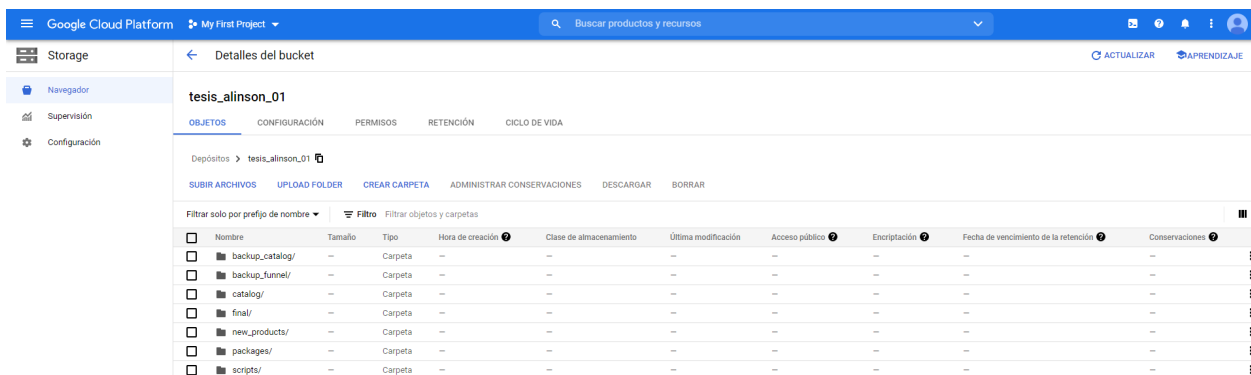 Google Cloud Platform My First Project Buscar productos y recursos
Storage Detalles del bucket ACTUALIZAR APRENDIZAJE
Navegador
Supervisión
Configuración
tesis_alinson_01
OBJETOS CONFIGURACIÓN PERMISOS RETENCIÓN CICLO DE VIDA
Depósitos > tesis_alinson_01
SUBIR ARCHIVOS UPLOAD FOLDER CREAR CARPETA ADMINISTRAR CONSERVACIONES DESCARGAR BORRAR
Filtrar solo por prefijo de nombre Filtro Filtrar objetos y carpetas
Nombre Tamaño Tipo Hora de creación Clase de almacenamiento Última modificación Acceso público Encriptación Fecha de vencimiento de la retención Conservaciones
backup_catalog/ — Carpeta — — — — — — —
backup_funnel/ — Carpeta — — — — — — —
catalog/ — Carpeta — — — — — — —
final/ — Carpeta — — — — — — —
new_products/ — Carpeta — — — — — — —
packages/ — Carpeta — — — — — — —
scripts/ — Carpeta — — — — — — —